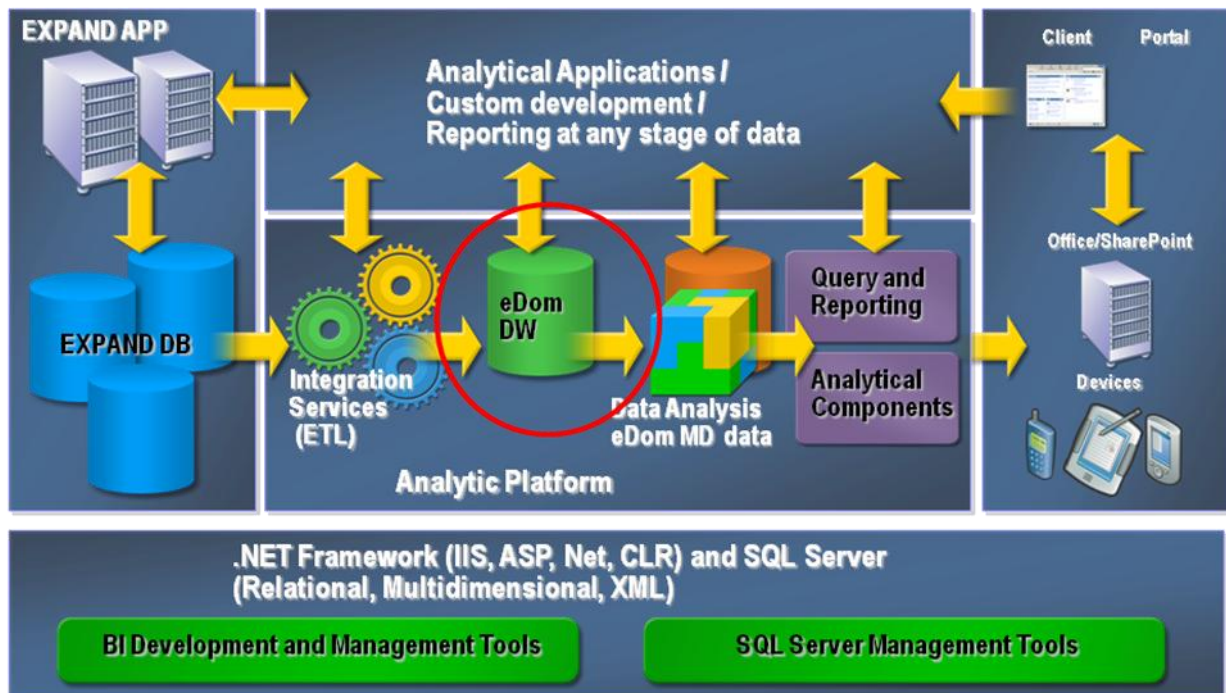 EXPAND APP
Analytical Applications /
Custom development /
Reporting at any stage of data
Client
Portal
EXPAND DB
Integration
Services
(ETL)
eDom
DW
Data Analysis
eDom MD data
Query and
Reporting
Analytical
Components
Analytic Platform
Office/SharePoint
Devices
.NET Framework (IIS, ASP, Net, CLR) and SQL Server
(Relational, Multidimensional, XML)
BI Development and Management Tools
SQL Server Management Tools